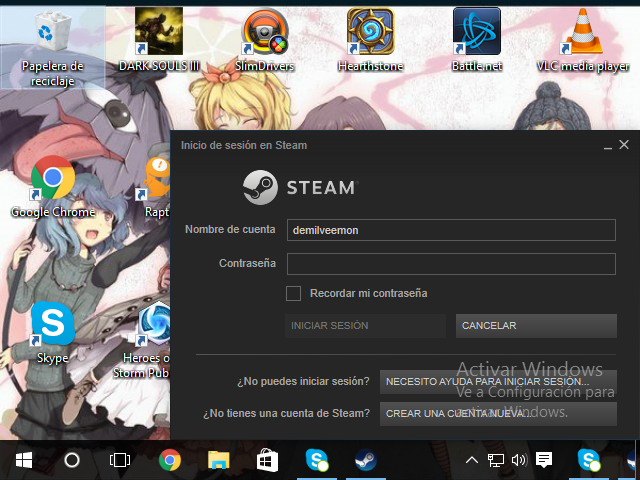 Papelera de
reciclaje
DARK SOULS III
SlimDrivers
Hearthstone
Battle.net
VLC media player
Inicio de sesión en Steam
STEAM
Google Chrome
Rapt
Nombre de cuenta
demilveemon
Contraseña
Recordar mi contraseña
INICIAR SESIÓN
CANCELAR
Skype
Heroes o
Storm Pub
¿No puedes iniciar sesión?
NECESITO AYUDA PARA INICIAR SESIÓN...
¿No tienes una cuenta de Steam?
CREAR UNA CUENTA NUEVA...
Activar Windows
Ve a Configuración para
activar Windows.